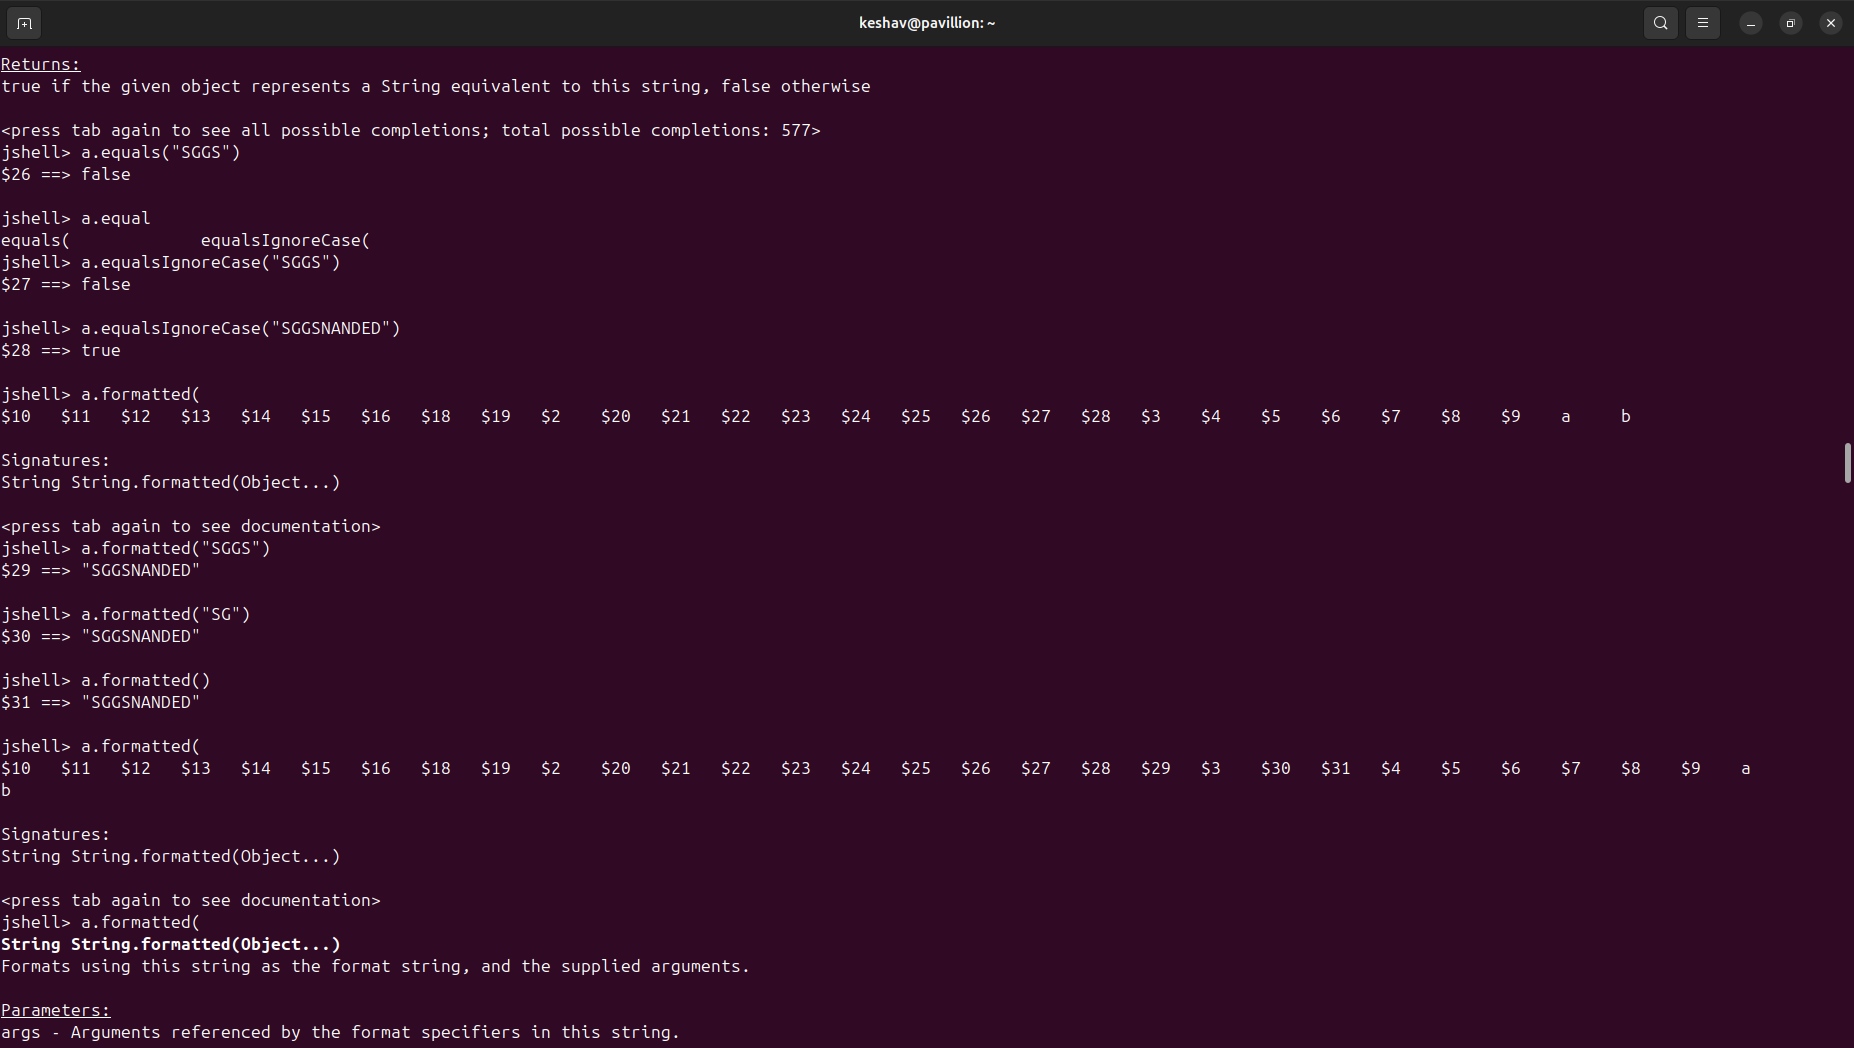 keshav@pavillion: ~
Returns:
true if the given object represents a String equivalent to this string, false otherwise
<press tab again to see all possible completions; total possible completions: 577>
jshell> a.equals("SGGS")
$26 ==> false
jshell> a.equal
equals(             equalsIgnoreCase(
jshell> a.equalsIgnoreCase("SGGS")
$27 ==> false
jshell> a.equalsIgnoreCase("SGGSNANDED")
$28 ==> true
jshell> a.formatted(
$10   $11   $12   $13   $14   $15   $16   $18   $19   $2    $20   $21   $22   $23   $24   $25   $26   $27   $28   $3    $4    $5    $6    $7    $8    $9    a     b
Signatures:
String String.formatted(Object...)
<press tab again to see documentation>
jshell> a.formatted("SGGS")
$29 ==> "SGGSNANDED"
jshell> a.formatted("SG")
$30 ==> "SGGSNANDED"
jshell> a.formatted()
$31 ==> "SGGSNANDED"
jshell> a.formatted(
$10   $11   $12   $13   $14   $15   $16   $18   $19   $2    $20   $21   $22   $23   $24   $25   $26   $27   $28   $29   $3    $30   $31   $4    $5    $6    $7    $8    $9    a
b
Signatures:
String String.formatted(Object...)
<press tab again to see documentation>
jshell> a.formatted(
String String.formatted(Object...)
Formats using this string as the format string, and the supplied arguments.
Parameters:
args - Arguments referenced by the format specifiers in this string.